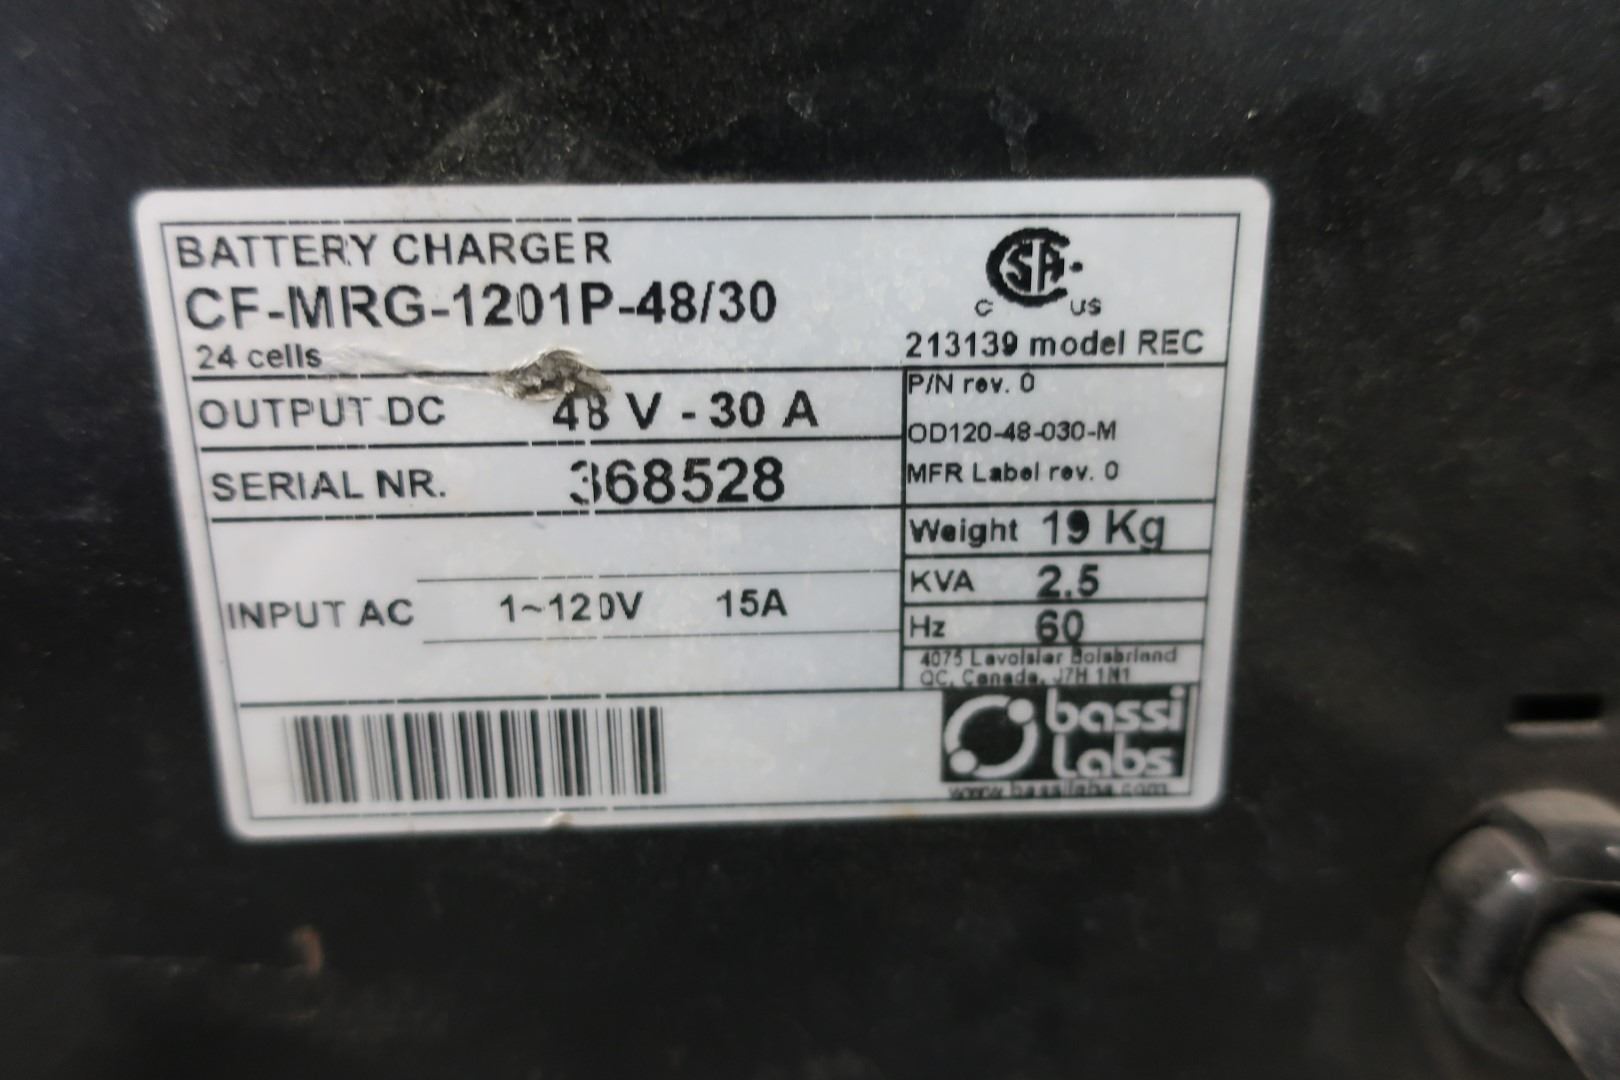 BATTERY CHARGER
CF-MRG-1201P-48/30
24 cells
CSA
C US
213139 model REC
OUTPUT DC 48 V - 30 A
P/N rev. 0
OD120-48-030-M
SERIAL NR. 368528
MFR Label rev. 0
Weight 19 Kg
INPUT AC 1~120V 15A
KVA 2.5
Hz 60
4075 Lavoisier Boisbriand
QC, Canada, J7H 1N1
bassi
Labs
www.bassilabs.com